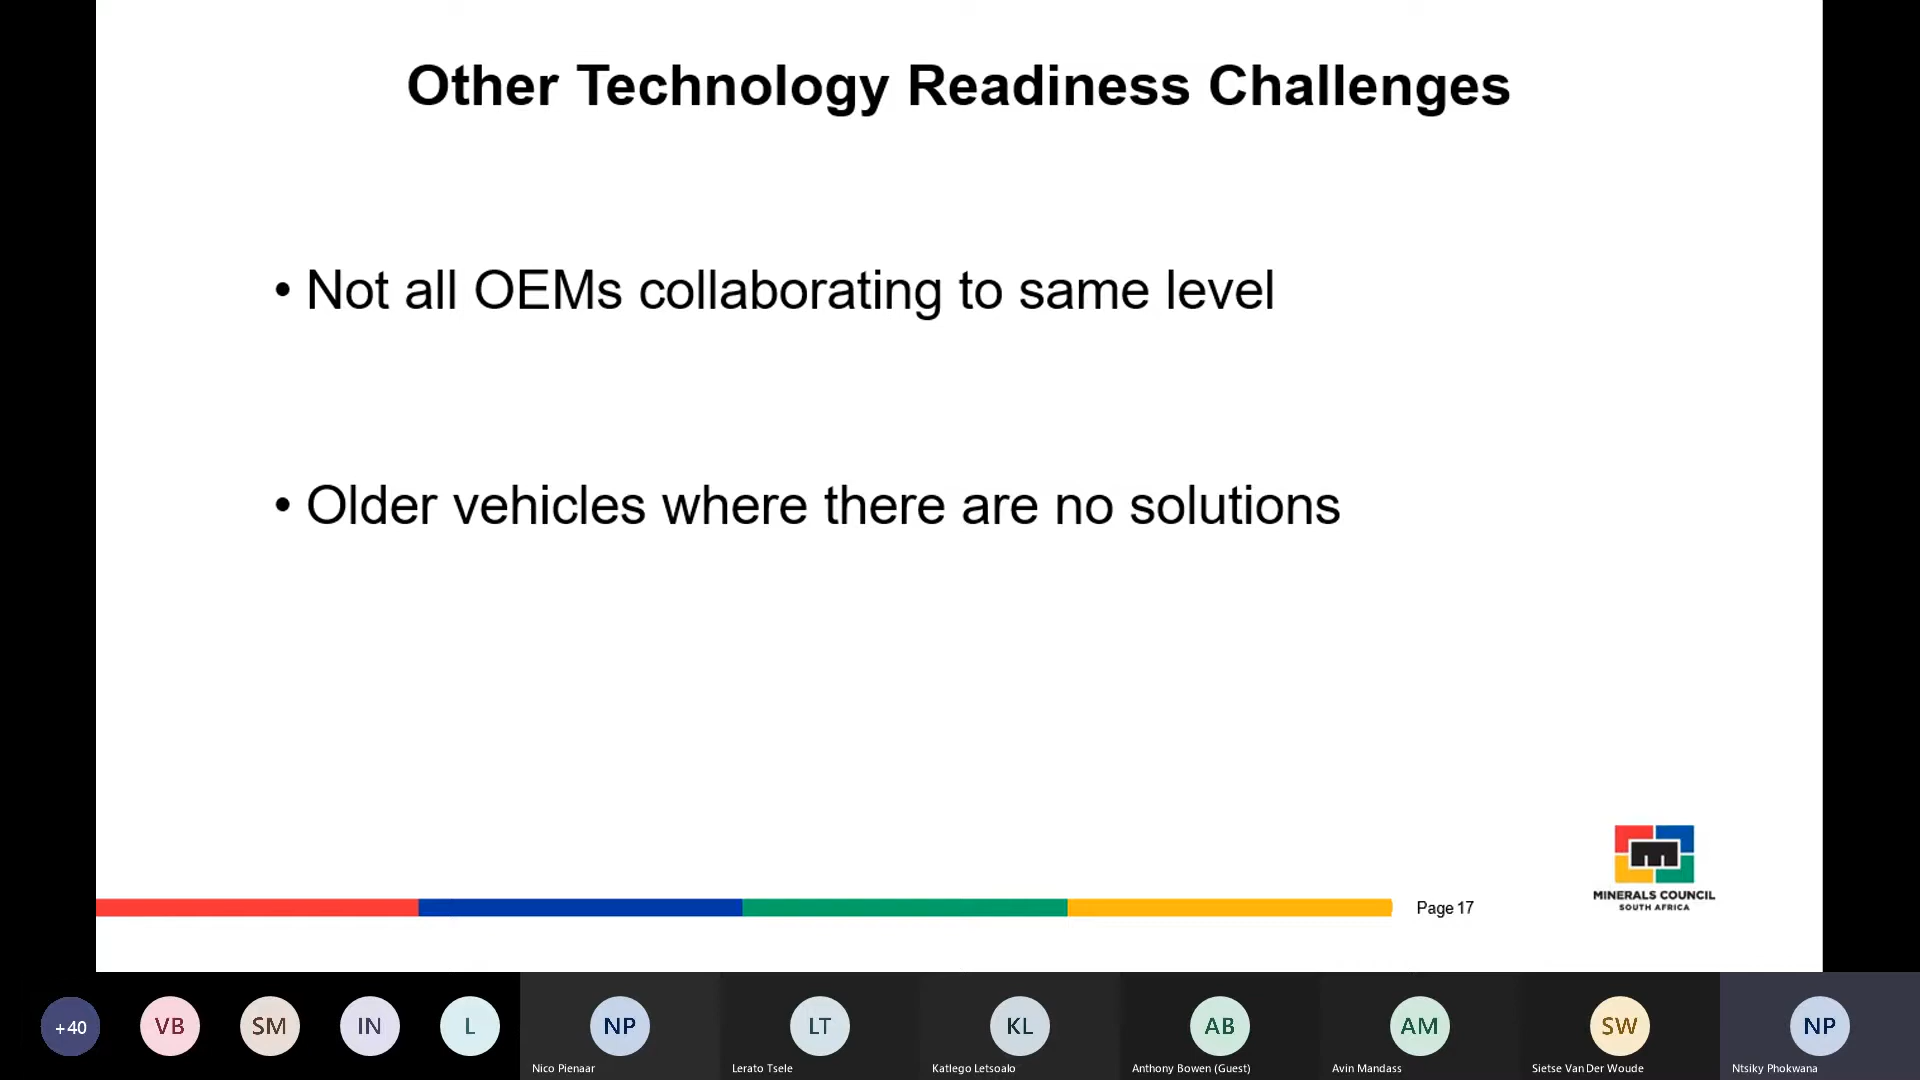 Other Technology Readiness Challenges
• Not all OEMs collaborating to same level
• Older vehicles where there are no solutions
Page 17
m
MINERALS COUNCIL
SOUTH AFRICA
+40
VB
SM
IN
L
NP
LT
KL
AB
AM
SW
NP
Nico Pienaar
Lerato Tsele
Katlego Letsoalo
Anthony Bowen (Guest)
Avin Mandass
Sietse Van Der Woude
Ntsiky Phokwana